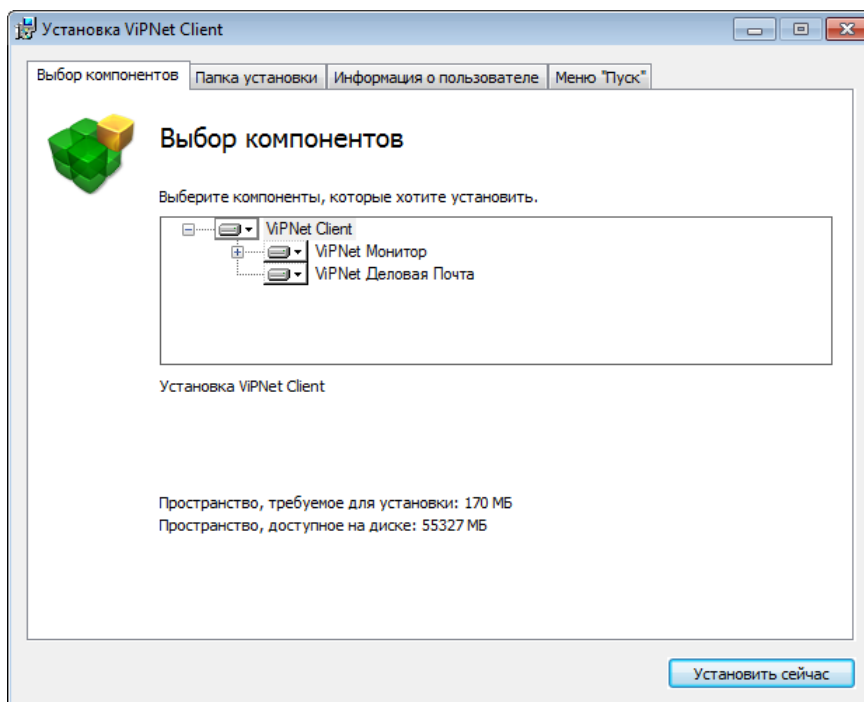 Установка ViPNet Client
Выбор компонентов Папка установки Информация о пользователе Меню "Пуск"
Выбор компонентов
Выберите компоненты, которые хотите установить.
ViPNet Client
ViPNet Монитор
ViPNet Деловая Почта
Установка ViPNet Client
Пространство, требуемое для установки: 170 МБ
Пространство, доступное на диске: 55327 МБ
Установить сейчас